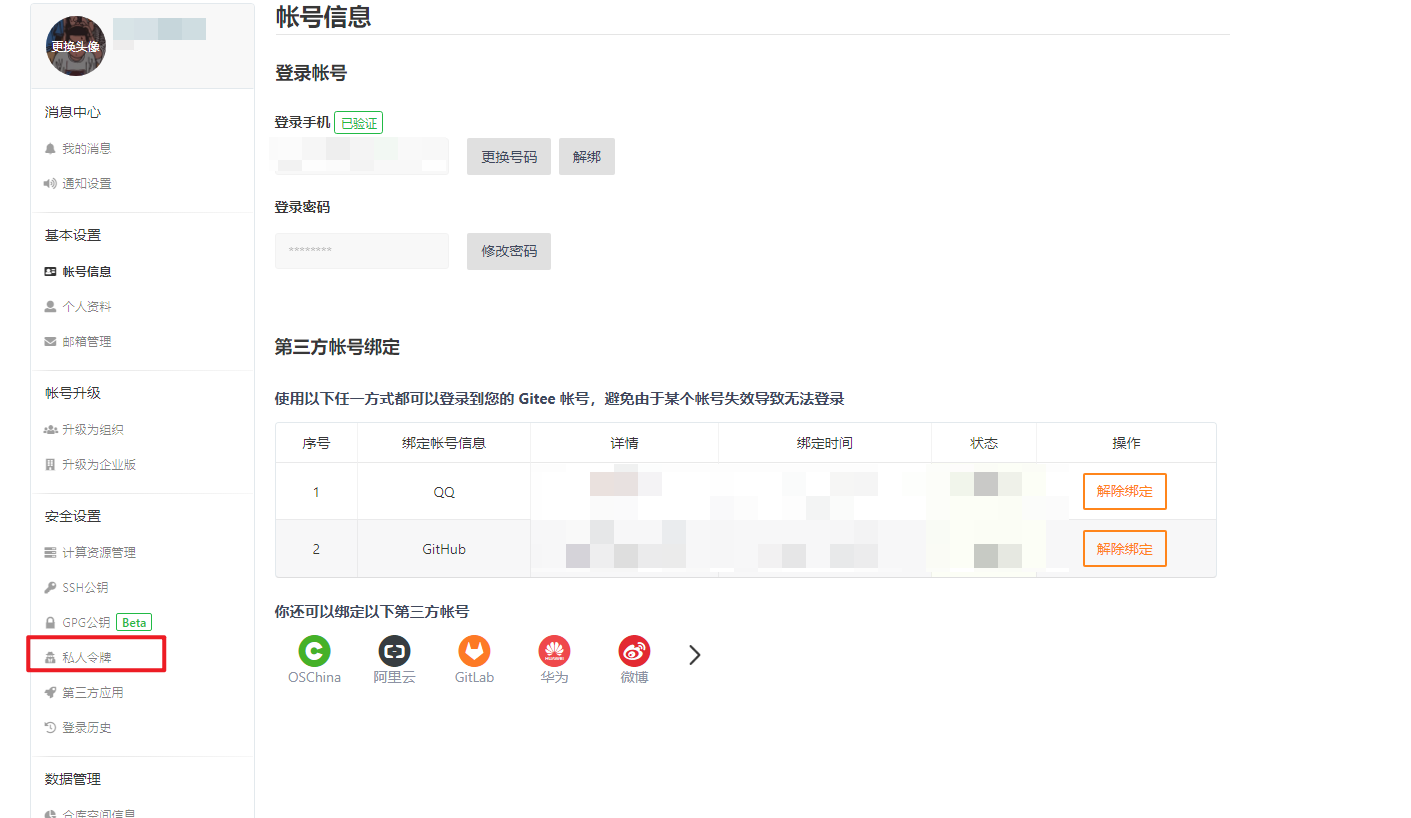 更换头像
消息中心
我的消息
通知设置
基本设置
帐号信息
个人资料
邮箱管理
帐号升级
升级为组织
升级为企业版
安全设置
计算资源管理
SSH公钥
GPG公钥 Beta
私人令牌
第三方应用
登录历史
数据管理
仓库空间信息
帐号信息
登录帐号
登录手机 已验证
更换号码 解绑
登录密码
******** 修改密码
第三方帐号绑定
使用以下任一方式都可以登录到您的 Gitee 帐号，避免由于某个帐号失效导致无法登录
序号 绑定帐号信息 详情 绑定时间 状态 操作
1 QQ 解除绑定
2 GitHub 解除绑定
你还可以绑定以下第三方帐号
OSChina 阿里云 GitLab 华为 微博